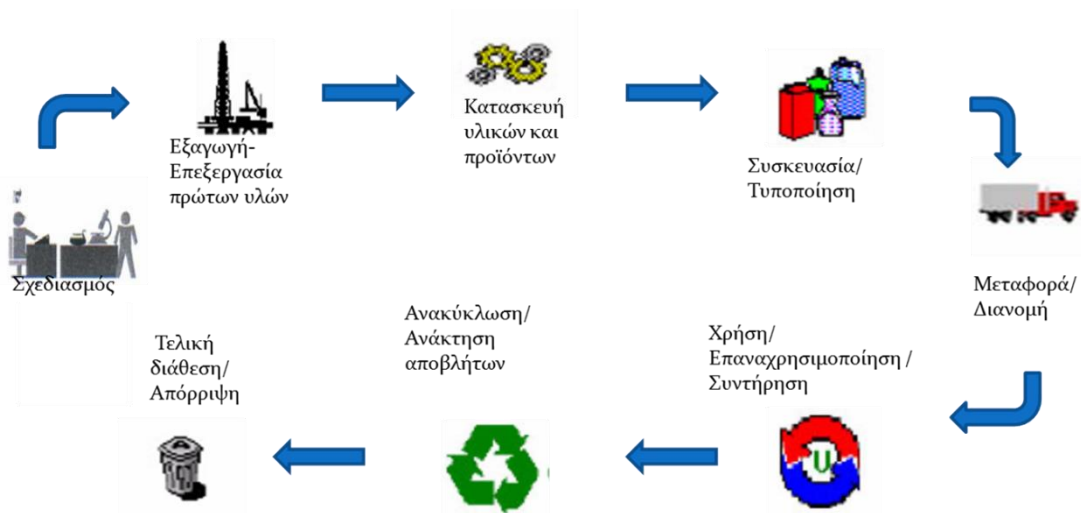 Σχεδιασμός
Εξαγωγή-
Επεξεργασία
πρώτων υλών
Κατασκευή
υλικών και
προϊόντων
Συσκευασία/
Τυποποίηση
Μεταφορά/
Διανομή
Χρήση/
Επαναχρησιμοποίηση /
Συντήρηση
U
Ανακύκλωση/
Ανάκτηση
αποβλήτων
Τελική
διάθεση/
Απόρριψη